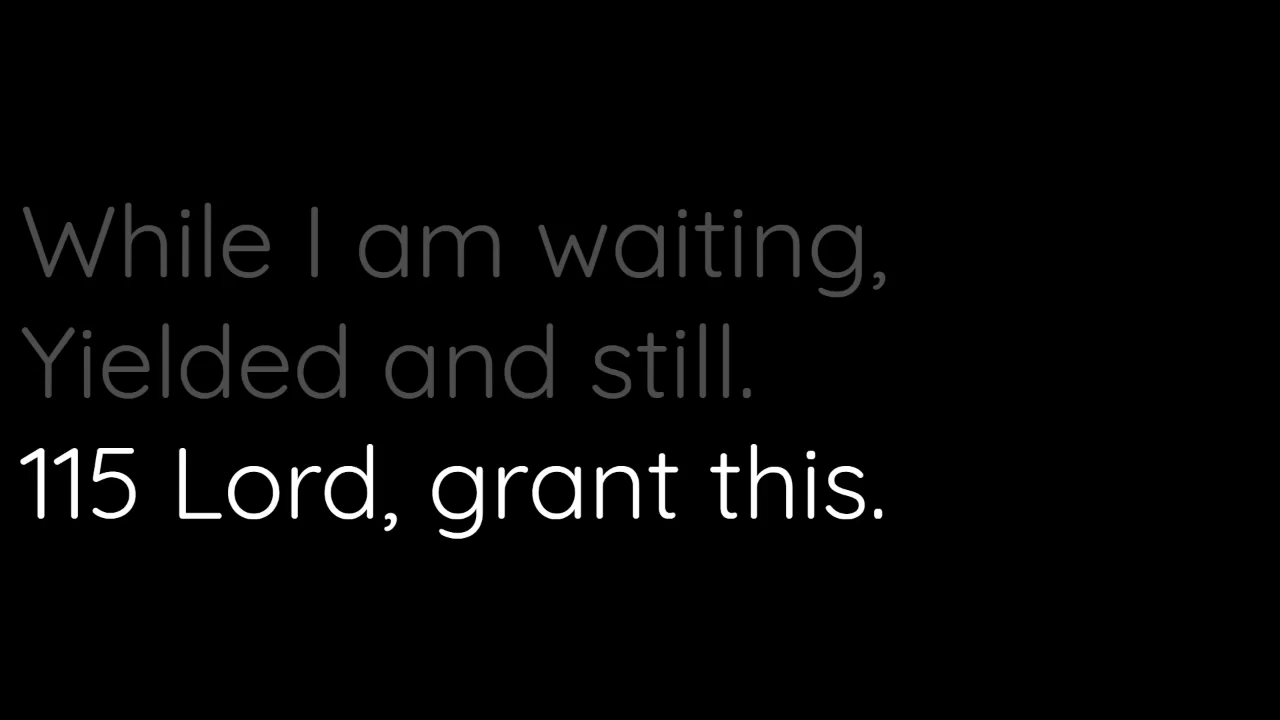 While I am waiting,
Yielded and still.
115 Lord, grant this.